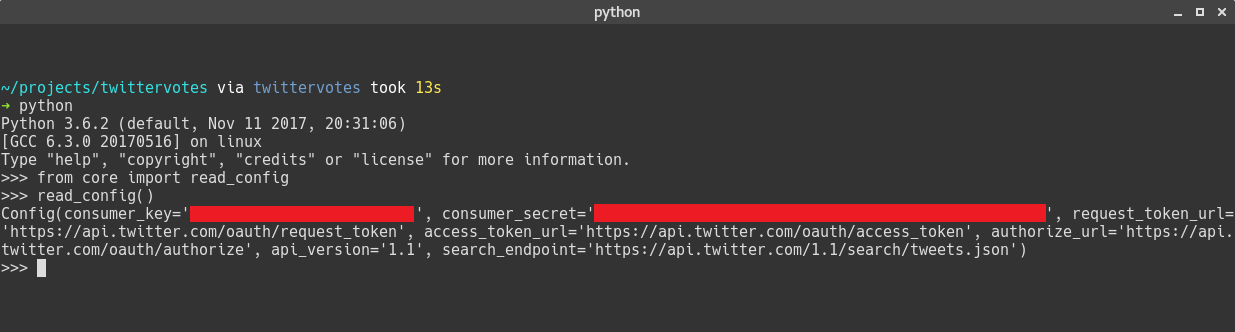 python
~/projects/twittervotes via twittervotes took 13s
➜ python
Python 3.6.2 (default, Nov 11 2017, 20:31:06)
[GCC 6.3.0 20170516] on linux
Type "help", "copyright", "credits" or "license" for more information.
>>> from core import read_config
>>> read_config()
Config(consumer_key='', consumer_secret='', request_token_url=
'https://api.twitter.com/oauth/request_token', access_token_url='https://api.twitter.com/oauth/access_token', authorize_url='https://api.
twitter.com/oauth/authorize', api_version='1.1', search_endpoint='https://api.twitter.com/1.1/search/tweets.json')
>>>